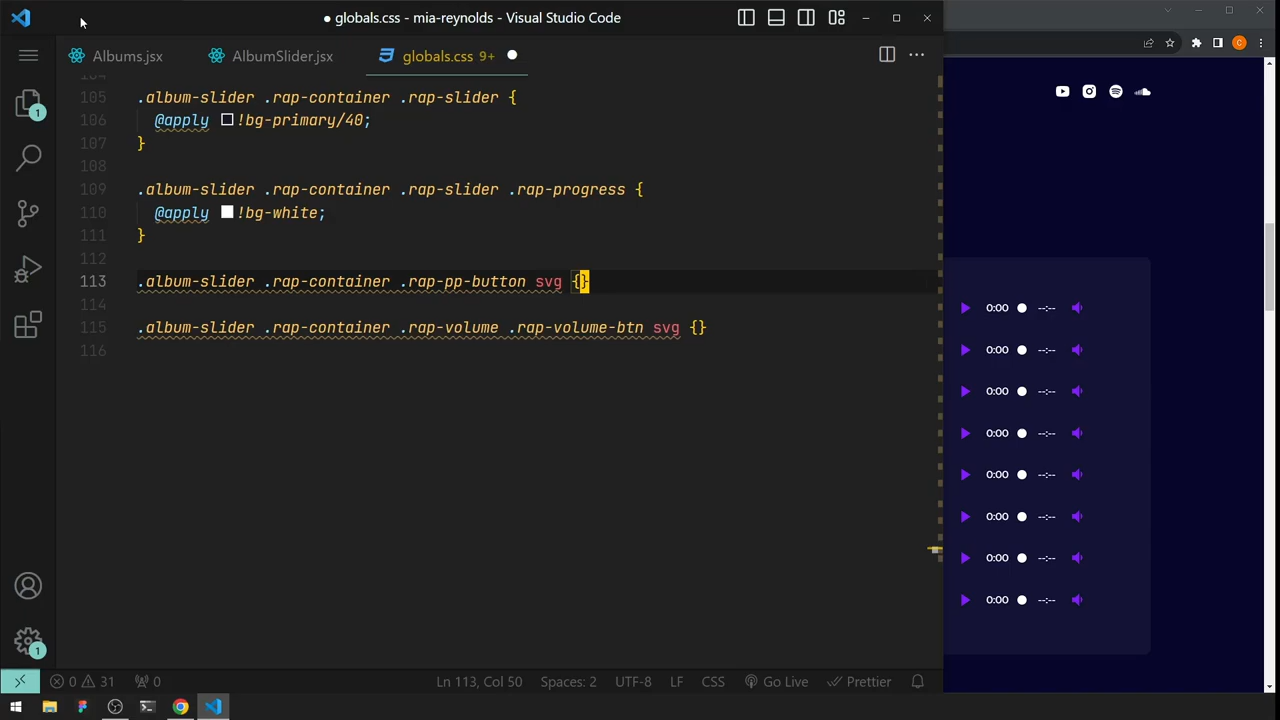 ● globals.css - mia-reynolds - Visual Studio Code
Albums.jsx
AlbumSlider.jsx
globals.css 9+
105 .album-slider .rap-container .rap-slider {
106 @apply !bg-primary/40;
107 }
108
109 .album-slider .rap-container .rap-slider .rap-progress {
110 @apply !bg-white;
111 }
112
113 .album-slider .rap-container .rap-pp-button svg {}
114
115 .album-slider .rap-container .rap-volume .rap-volume-btn svg {}
116
1
1
C
0:00 --:--
0:00 --:--
0:00 --:--
0:00 --:--
0:00 --:--
0:00 --:--
0:00 --:--
0:00 --:--
0 31 0 Ln 113, Col 50 Spaces: 2 UTF-8 LF CSS Go Live Prettier